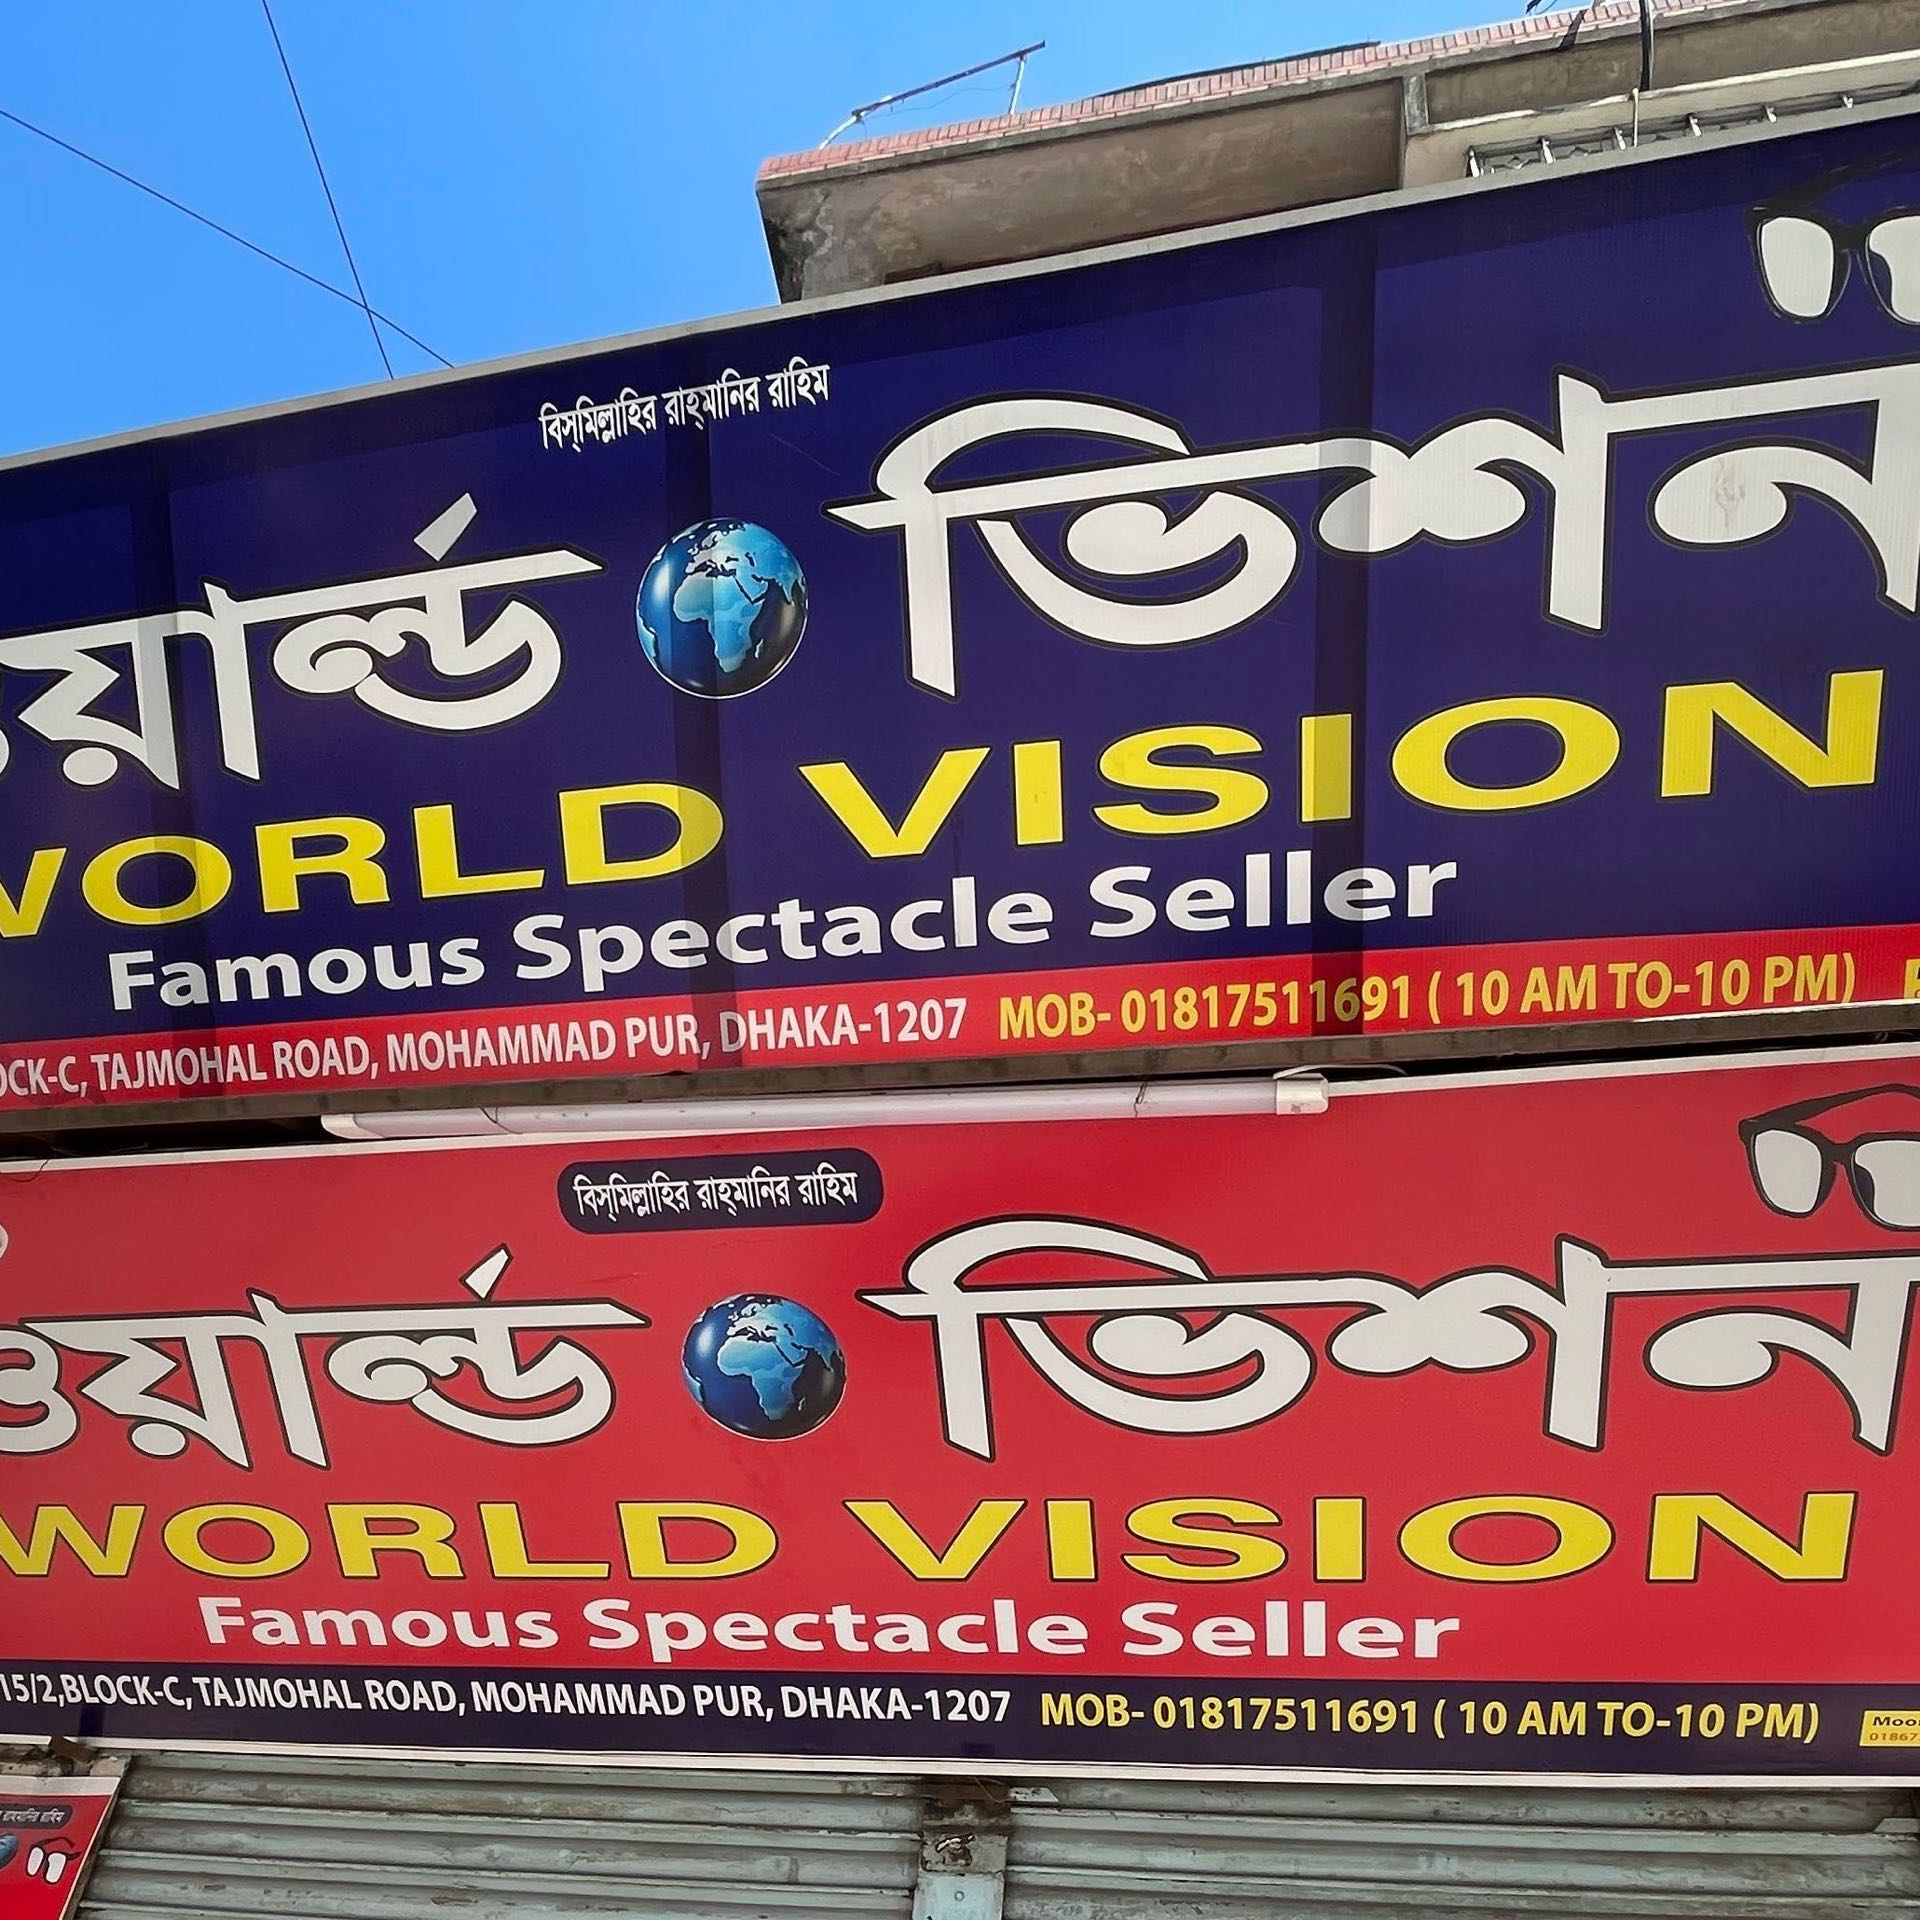 বিস্‌মিল্লাহির রাহ্‌মানির রাহিম
ওয়ার্ল্ড ভিশন
WORLD VISION
Famous Spectacle Seller
BLOCK-C, TAJMOHAL ROAD, MOHAMMAD PUR, DHAKA-1207 MOB- 01817511691 ( 10 AM TO-10 PM)
বিস্‌মিল্লাহির রাহ্‌মানির রাহিম
ওয়ার্ল্ড ভিশন
WORLD VISION
Famous Spectacle Seller
15/2,BLOCK-C, TAJMOHAL ROAD, MOHAMMAD PUR, DHAKA-1207 MOB- 01817511691 ( 10 AM TO-10 PM)